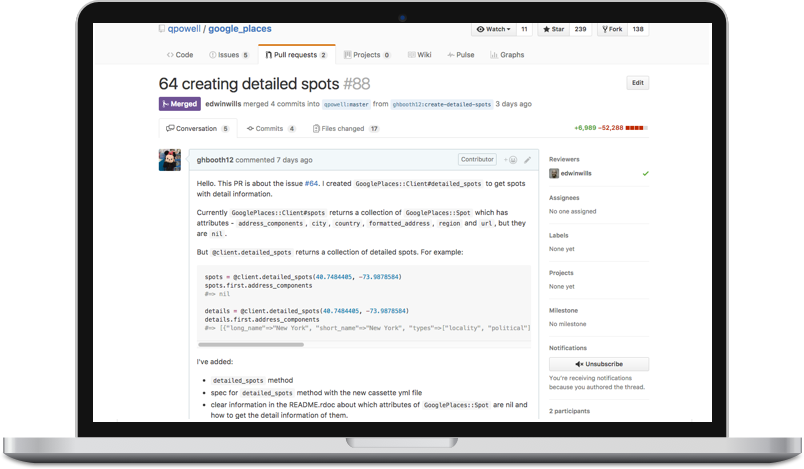 qpowell / google_places
Watch 11 Star 239 Fork 138
Code Issues 5 Pull requests 2 Projects 0 Wiki Pulse Graphs
64 creating detailed spots #88
Edit
Merged edwinwills merged 4 commits into qpowell:master from ghbooth12:create-detailed-spots 3 days ago
Conversation 5 Commits 4 Files changed 17
+6,989 −52,268
ghbooth12 commented 7 days ago
Contributor
Hello. This PR is about the issue #64. I created GooglePlaces::Client#detailed_spots to get spots
with detail information.
Currently GooglePlaces::Client#spots returns a collection of GooglePlaces::Spot which has
attributes - address_components, city, country, formatted_address, region and url, but they
are nil.
But @client.detailed_spots returns a collection of detailed spots. For example:
spots = @client.detailed_spots(40.7484405, -73.9878584)
spots.first.address_components
#=> nil
details = @client.detailed_spots(40.7484405, -73.9878584)
details.first.address_components
#=> [{"long_name"=>"New York", "short_name"=>"New York", "types"=>["locality", "political"]
I've added:
detailed_spots method
spec for detailed_spots method with the new cassette yml file
clear information in the README.rdoc about which attributes of GooglePlaces::Spot are nil and
how to get the detail information of them.
Reviewers
edwinwills
Assignees
No one assigned
Labels
None yet
Projects
None yet
Milestone
No milestone
Notifications
Unsubscribe
You're receiving notifications
because you authored the thread.
2 participants